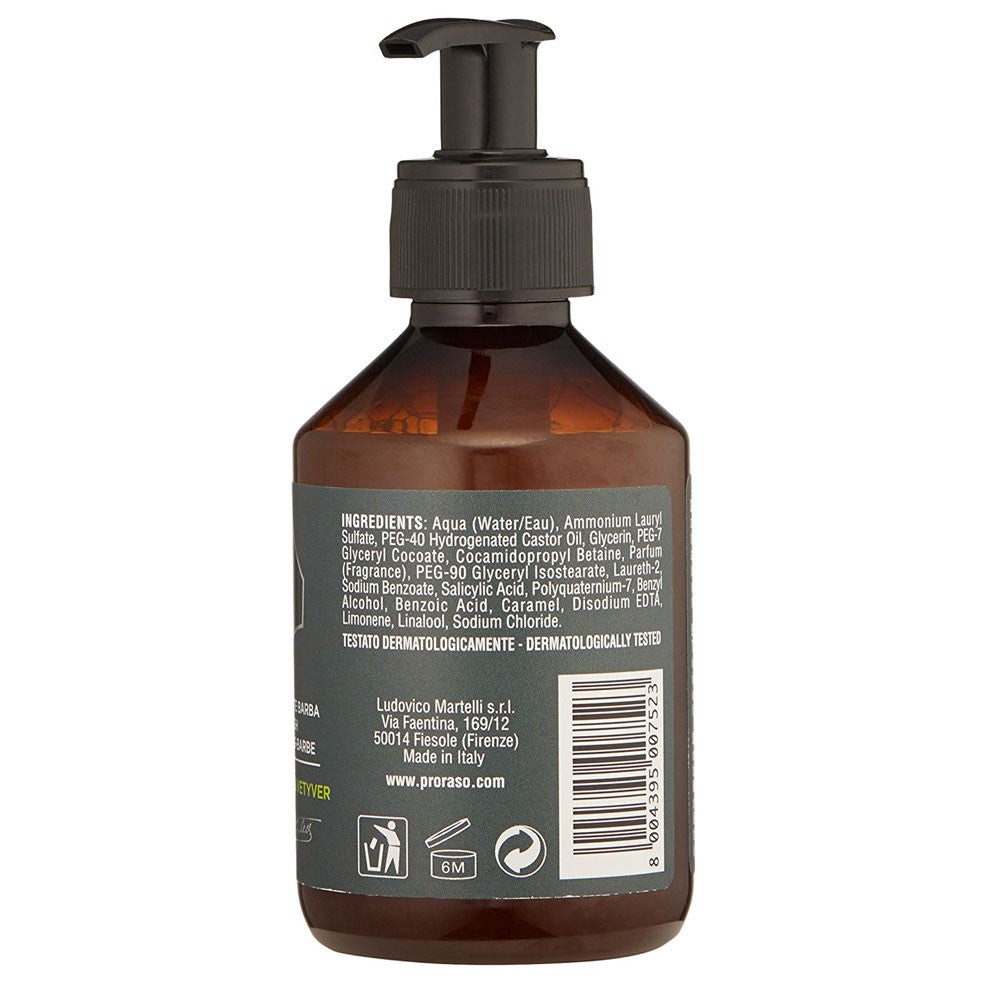 INGREDIENTS: Aqua (Water/Eau), Ammonium Lauryl
Sulfate, PEG-40 Hydrogenated Castor Oil, Glycerin, PEG-7
Glyceryl Cocoate, Cocamidopropyl Betaine, Parfum
(Fragrance), PEG-90 Glyceryl Isostearate, Laureth-2,
Sodium Benzoate, Salicylic Acid, Polyquaternium-7, Benzyl
Alcohol, Benzoic Acid, Caramel, Disodium EDTA,
Limonene, Linalool, Sodium Chloride.
TESTATO DERMATOLOGICAMENTE - DERMATOLOGICALLY TESTED
BARBA
BARBE
VETYVER
Ludovico Martelli s.r.l.
Via Faentina, 169/12
50014 Fiesole (Firenze)
Made in Italy
www.proraso.com
6M
8 004395 007523